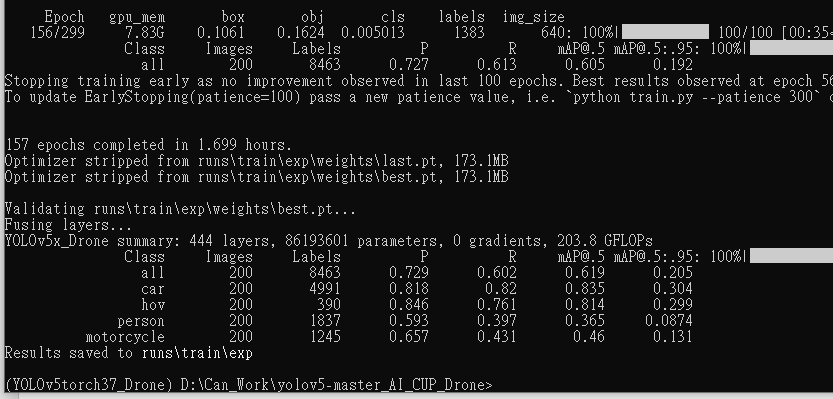 Epoch gpu_mem box obj cls labels img_size
156/299 7.83G 0.1061 0.1624 0.005013 1383 640: 100%| 100/100 [00:35<
Class Images Labels P R mAP@.5 mAP@.5:.95: 100%|
all 200 8463 0.727 0.613 0.605 0.192
Stopping training early as no improvement observed in last 100 epochs. Best results observed at epoch 56
To update EarlyStopping(patience=100) pass a new patience value, i.e. `python train.py --patience 300`
157 epochs completed in 1.699 hours.
Optimizer stripped from runs\train\exp\weights\last.pt, 173.1MB
Optimizer stripped from runs\train\exp\weights\best.pt, 173.1MB
Validating runs\train\exp\weights\best.pt...
Fusing layers...
YOLOv5x_Drone summary: 444 layers, 86193601 parameters, 0 gradients, 203.8 GFLOPs
Class Images Labels P R mAP@.5 mAP@.5:.95: 100%|
all 200 8463 0.729 0.602 0.619 0.205
car 200 4991 0.818 0.82 0.835 0.304
hov 200 390 0.846 0.761 0.814 0.299
person 200 1837 0.593 0.397 0.365 0.0874
motorcycle 200 1245 0.657 0.431 0.46 0.131
Results saved to runs\train\exp
(YOLOv5torch37_Drone) D:\Can_Work\yolov5-master_AI_CUP_Drone>